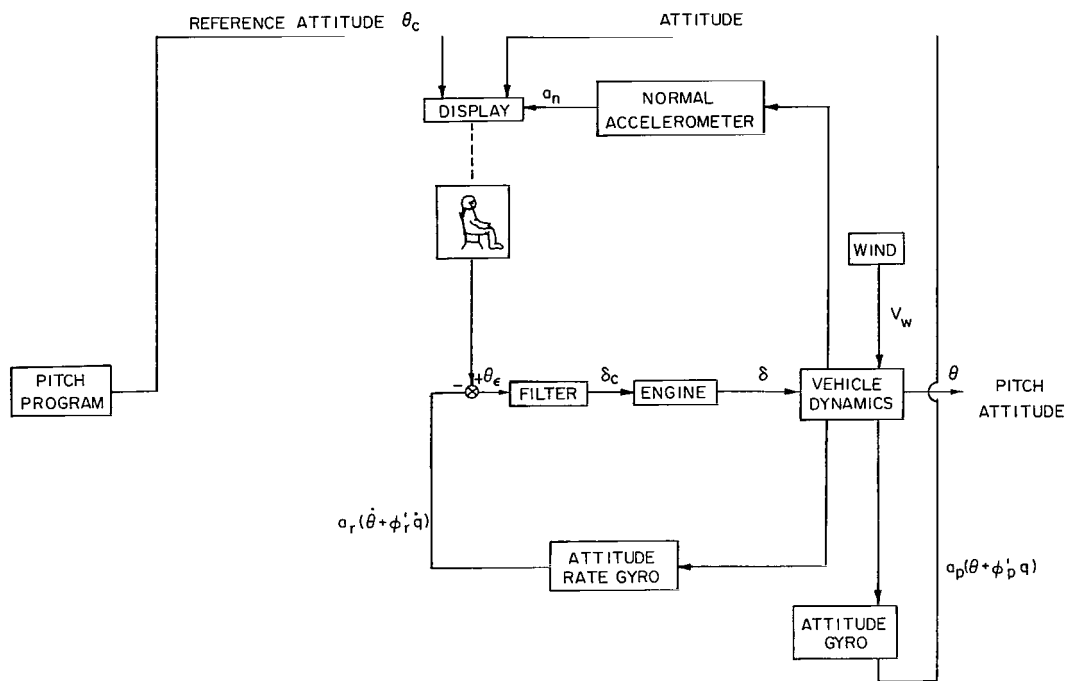 REFERENCE ATTITUDE θc
ATTITUDE
DISPLAY
an
NORMAL
ACCELEROMETER
WIND
Vw
PITCH
PROGRAM
-
+θϵ
FILTER
δc
ENGINE
δ
VEHICLE
DYNAMICS
θ
PITCH
ATTITUDE
ar(θ̇+ϕ'r q̇)
ATTITUDE
RATE GYRO
ap(θ+ϕ'p q)
ATTITUDE
GYRO